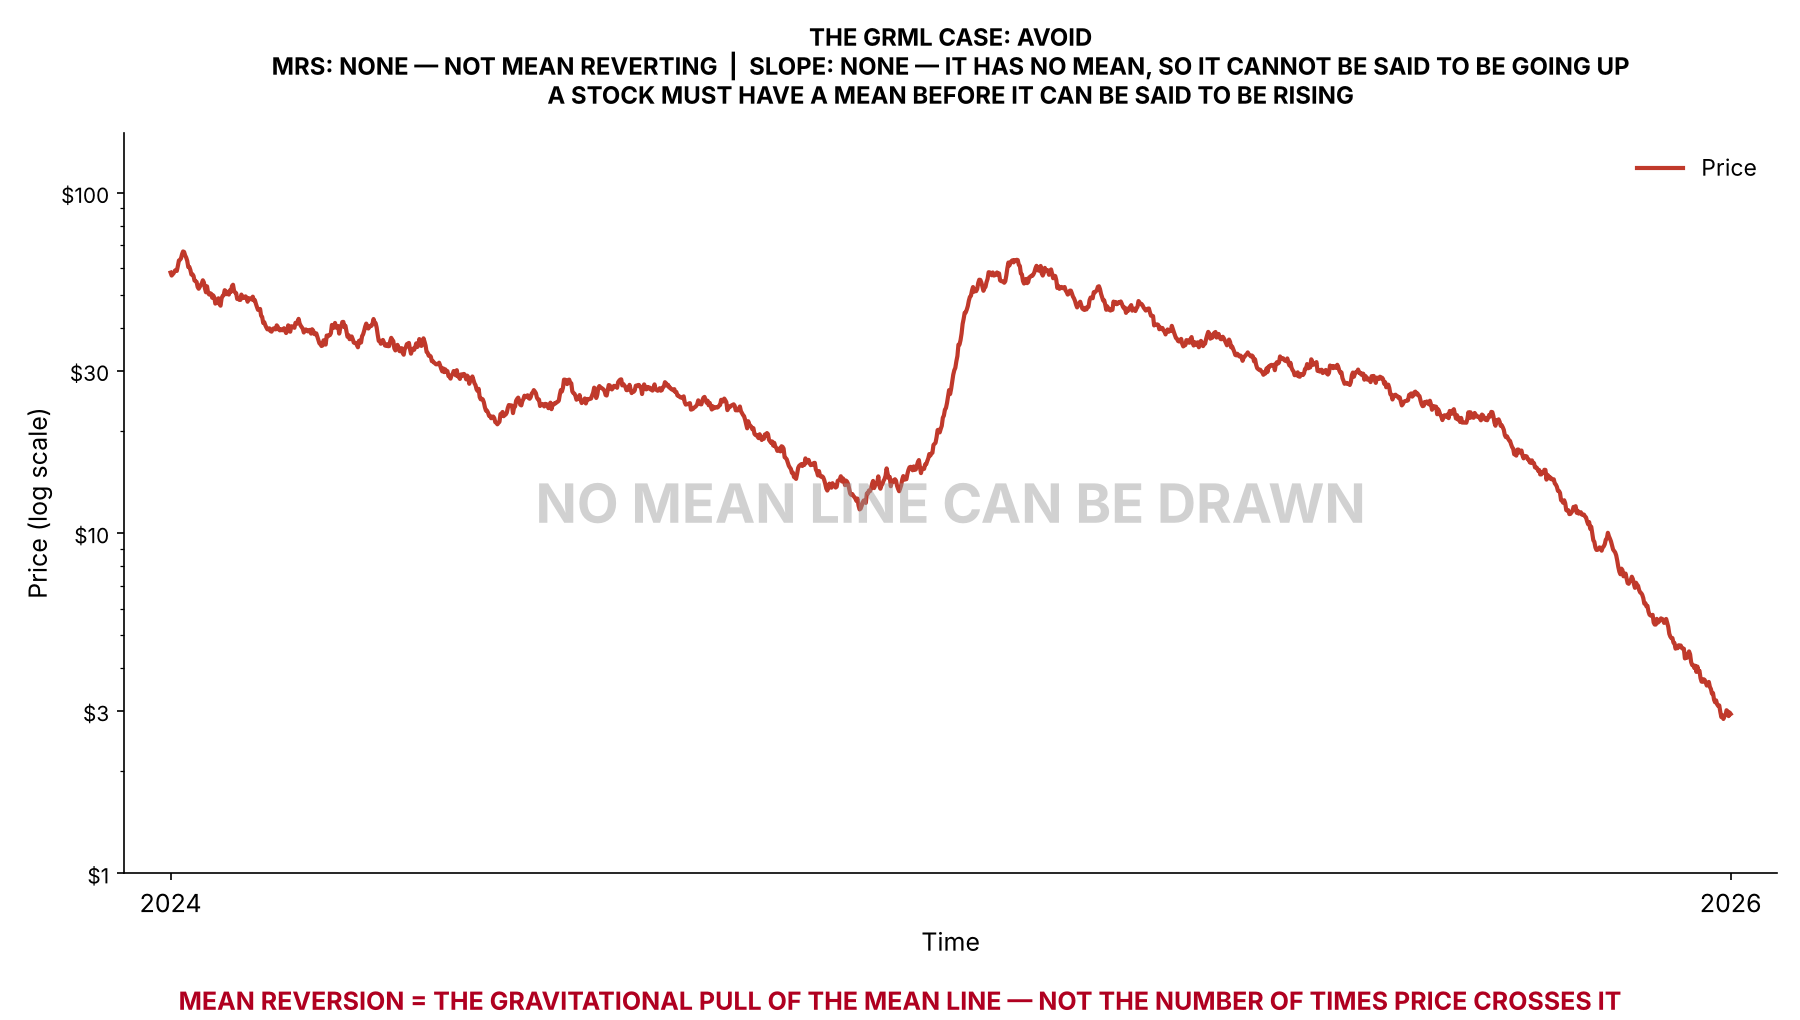 THE GRML CASE: AVOID
MRS: NONE — NOT MEAN REVERTING | SLOPE: NONE — IT HAS NO MEAN, SO IT CANNOT BE SAID TO BE GOING UP
A STOCK MUST HAVE A MEAN BEFORE IT CAN BE SAID TO BE RISING
Price
$100
$30
$10
$3
$1
Price (log scale)
NO MEAN LINE CAN BE DRAWN
2024
2026
Time
MEAN REVERSION = THE GRAVITATIONAL PULL OF THE MEAN LINE — NOT THE NUMBER OF TIMES PRICE CROSSES IT